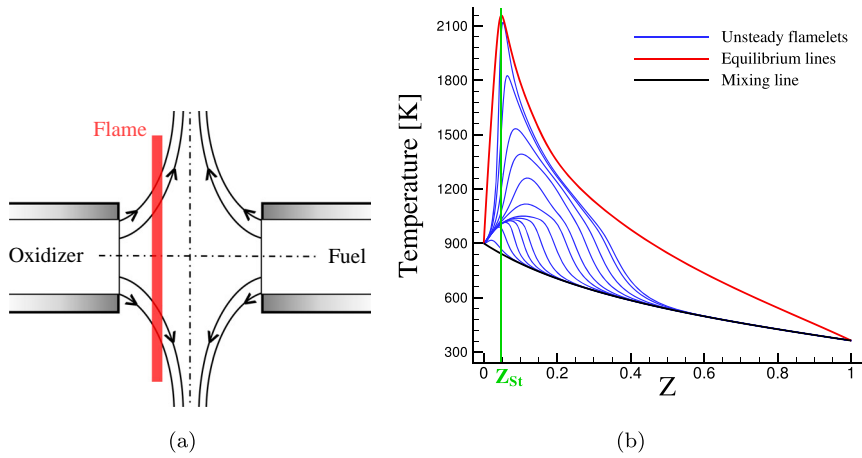 Flame
Oxidizer
Fuel
(a)
Temperature [K]
2100
1800
1500
1200
900
600
300
Unsteady flamelets
Equilibrium lines
Mixing line
0
Z_St
0.2
0.4
0.6
0.8
1
Z
(b)